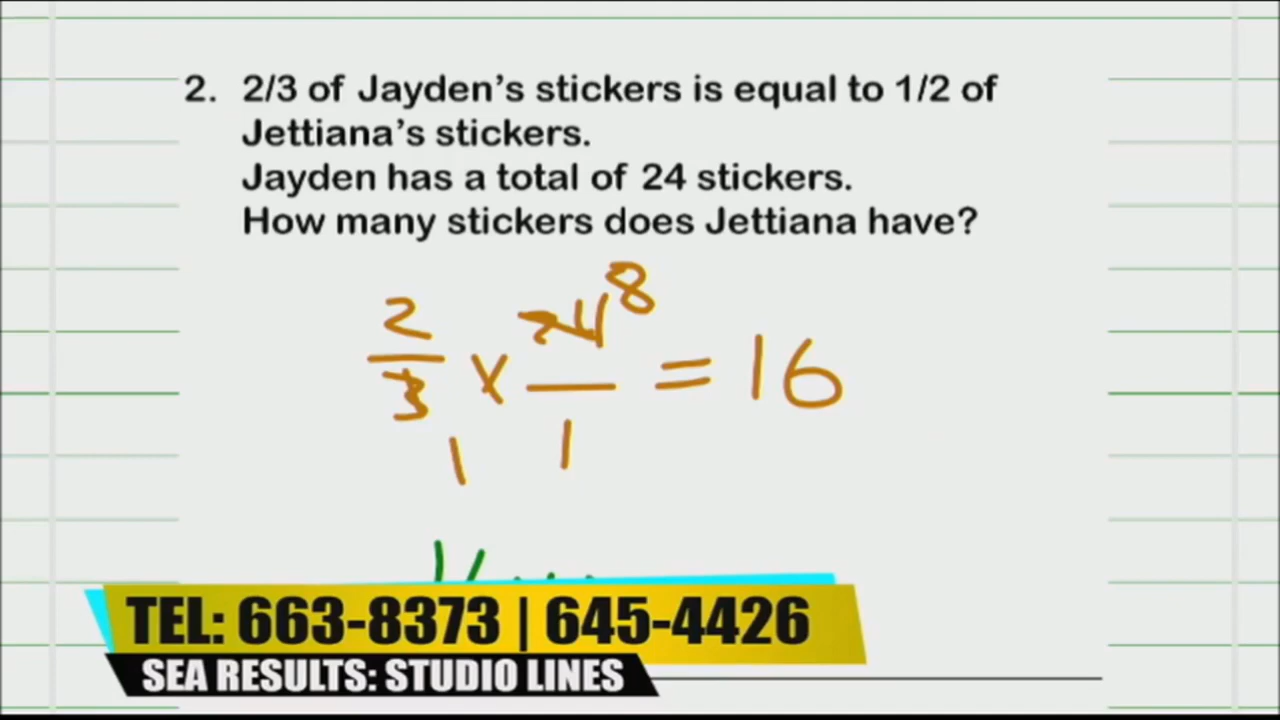 2. 2/3 of Jayden's stickers is equal to 1/2 of
Jettiana's stickers.
Jayden has a total of 24 stickers.
How many stickers does Jettiana have?
2/3 x 24/1 = 16
8
1
TEL: 663-8373 | 645-4426
SEA RESULTS: STUDIO LINES